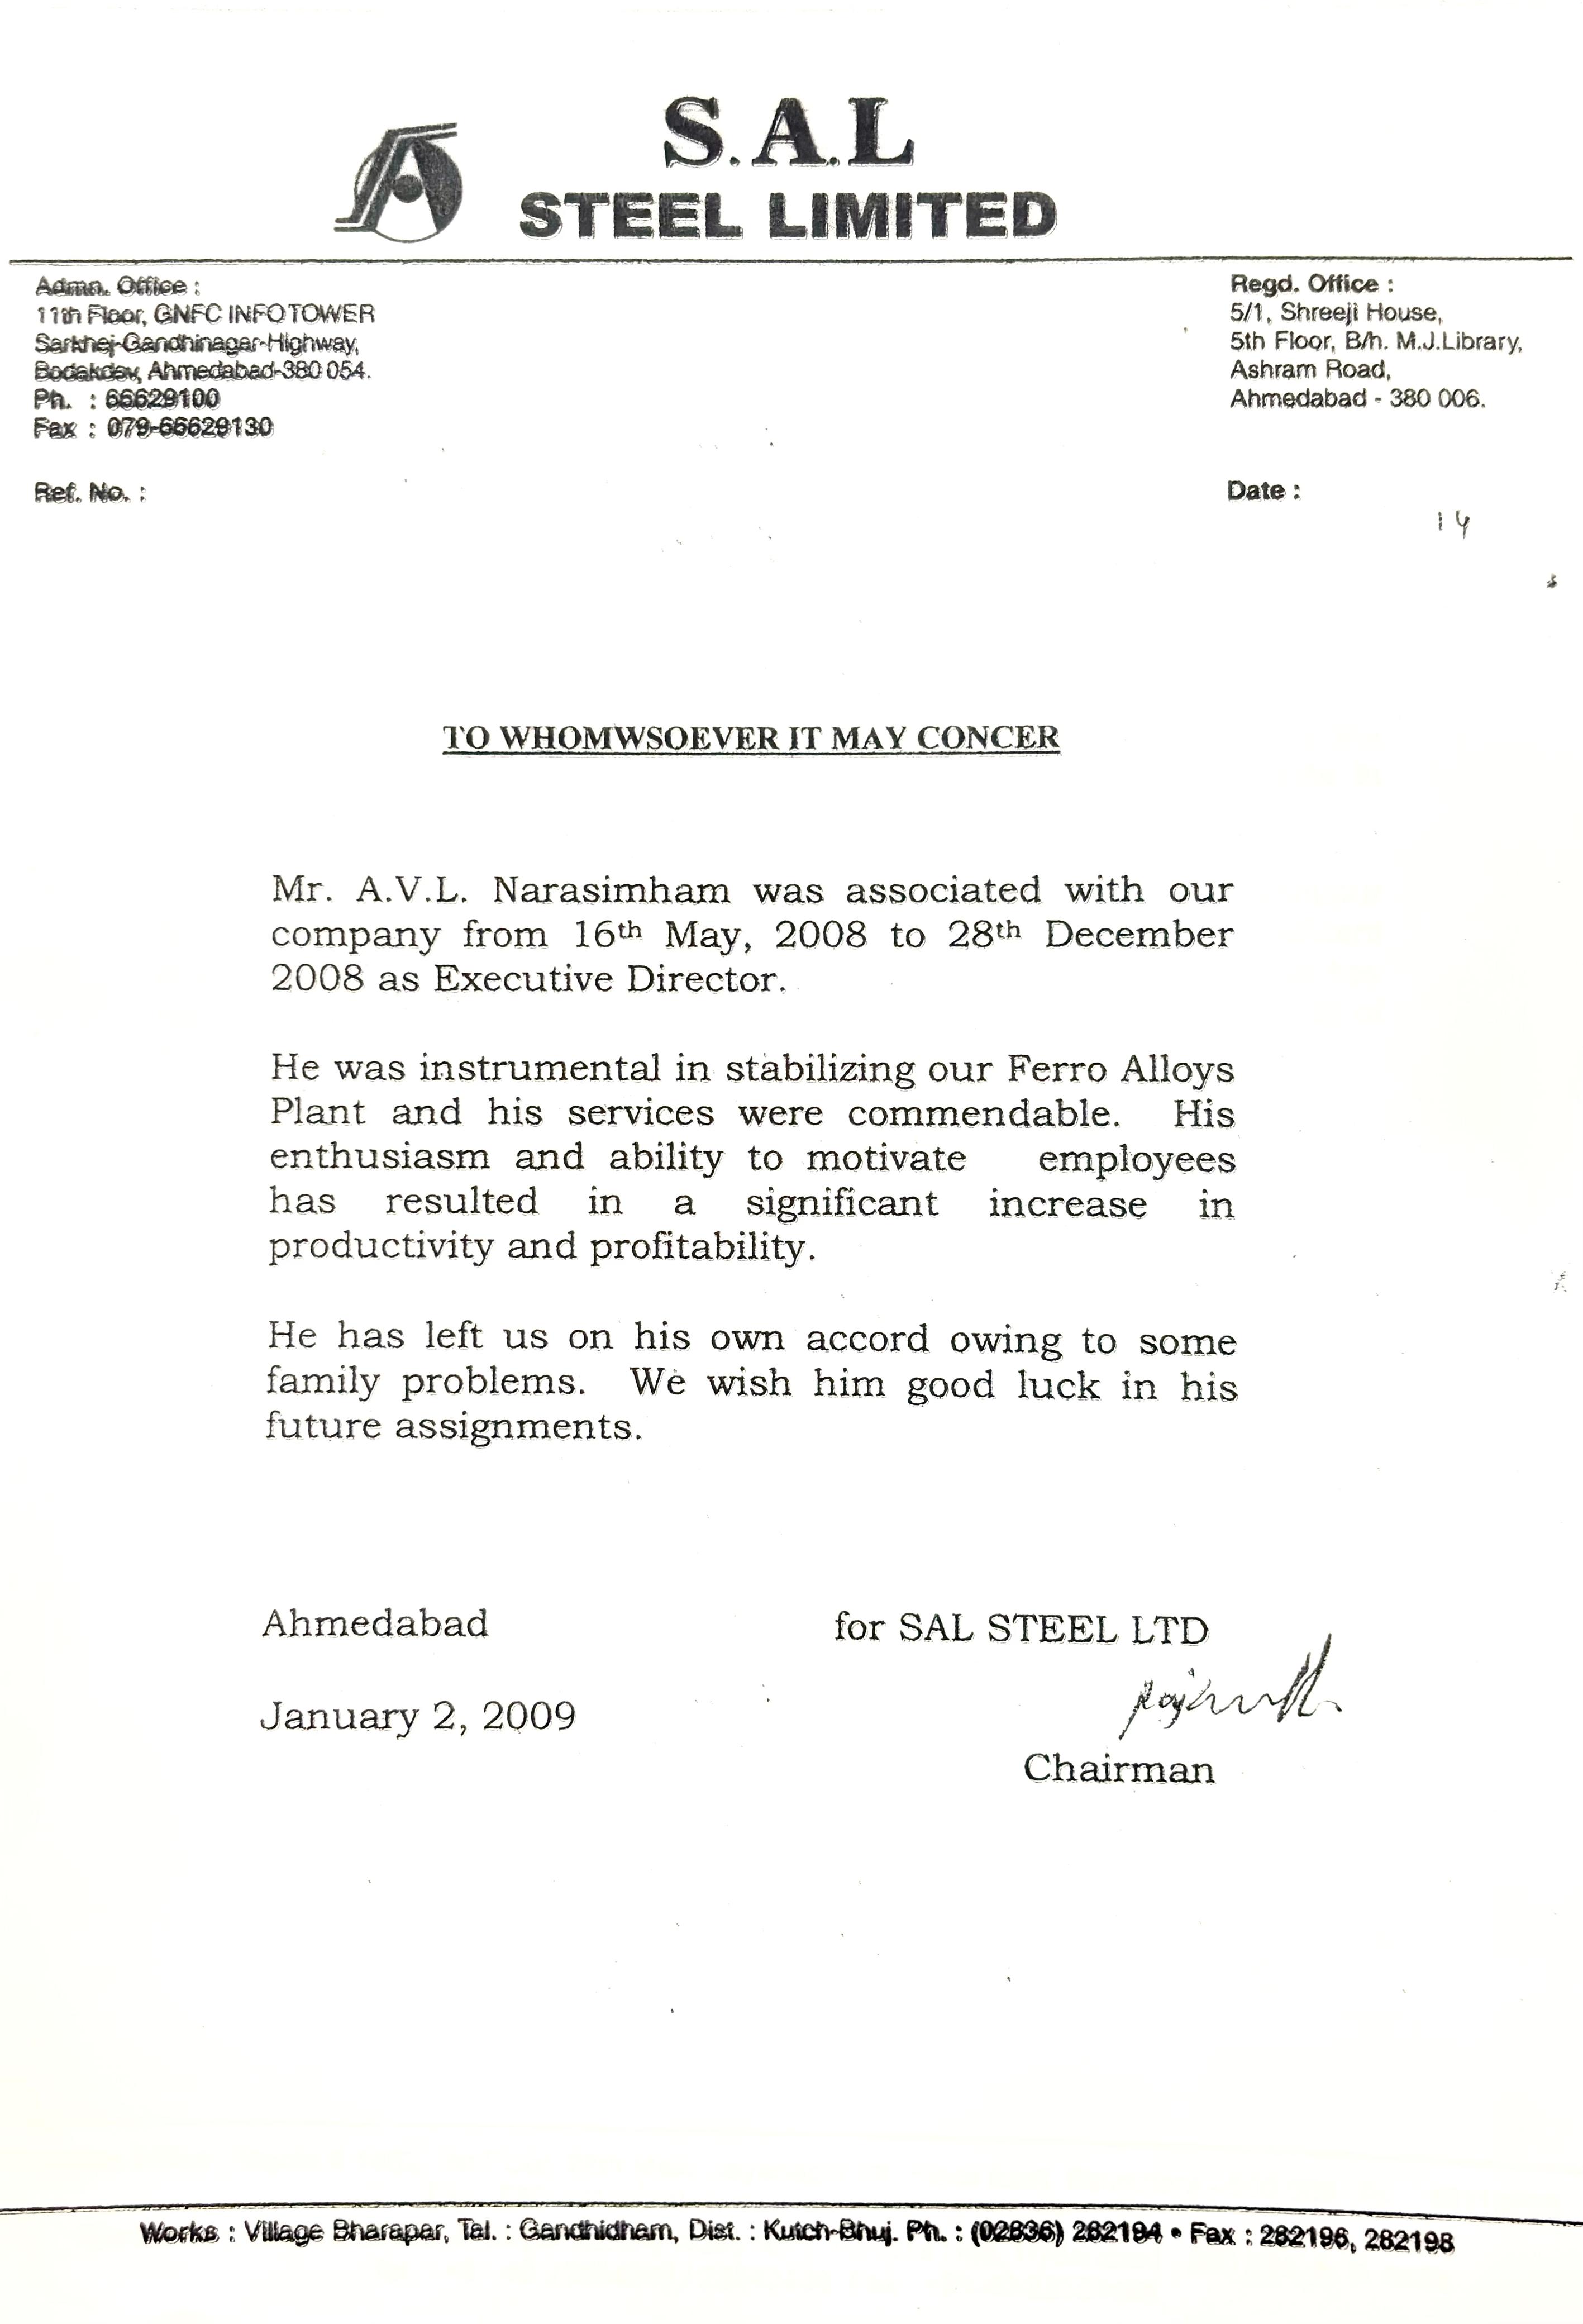 S.A.L
STEEL LIMITED
Admn. Office :
11th Floor, GNFC INFOTOWER
Sarkhej-Gandhinagar-Highway,
Bodakdev, Ahmedabad-380 054.
Ph. : 66629100
Fax : 079-66629130
Regd. Office :
5/1, Shreeji House,
5th Floor, B/h. M.J.Library,
Ashram Road,
Ahmedabad - 380 006.
Ref. No. :
Date :
14
TO WHOMWSOEVER IT MAY CONCER
Mr. A.V.L. Narasimham was associated with our
company from 16th May, 2008 to 28th December
2008 as Executive Director.
He was instrumental in stabilizing our Ferro Alloys
Plant and his services were commendable. His
enthusiasm and ability to motivate employees
has resulted in a significant increase in
productivity and profitability.
He has left us on his own accord owing to some
family problems. We wish him good luck in his
future assignments.
Ahmedabad
for SAL STEEL LTD
January 2, 2009
Chairman
Works : Village Bharapar, Tal. : Gandhidham, Dist. : Kutch-Bhuj. Ph. : (02836) 282194 • Fax : 282196, 282198